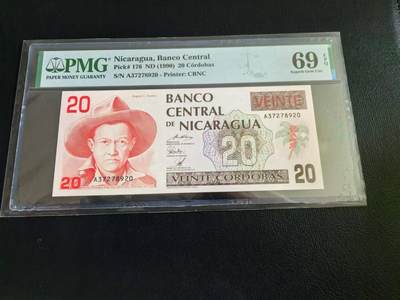 PMG
PAPER MONEY GUARANTY
Nicaragua, Banco Central
Pick# 176 ND (1990) 20 Córdobas
S/N A37278920 - Printer: CBNC
69 EPQ
Superb Gem Unc
20
BANCO
CENTRAL
DE NICARAGUA
VEINTE
A37278920
20
20
A37278920
VEINTE CORDOBAS
20